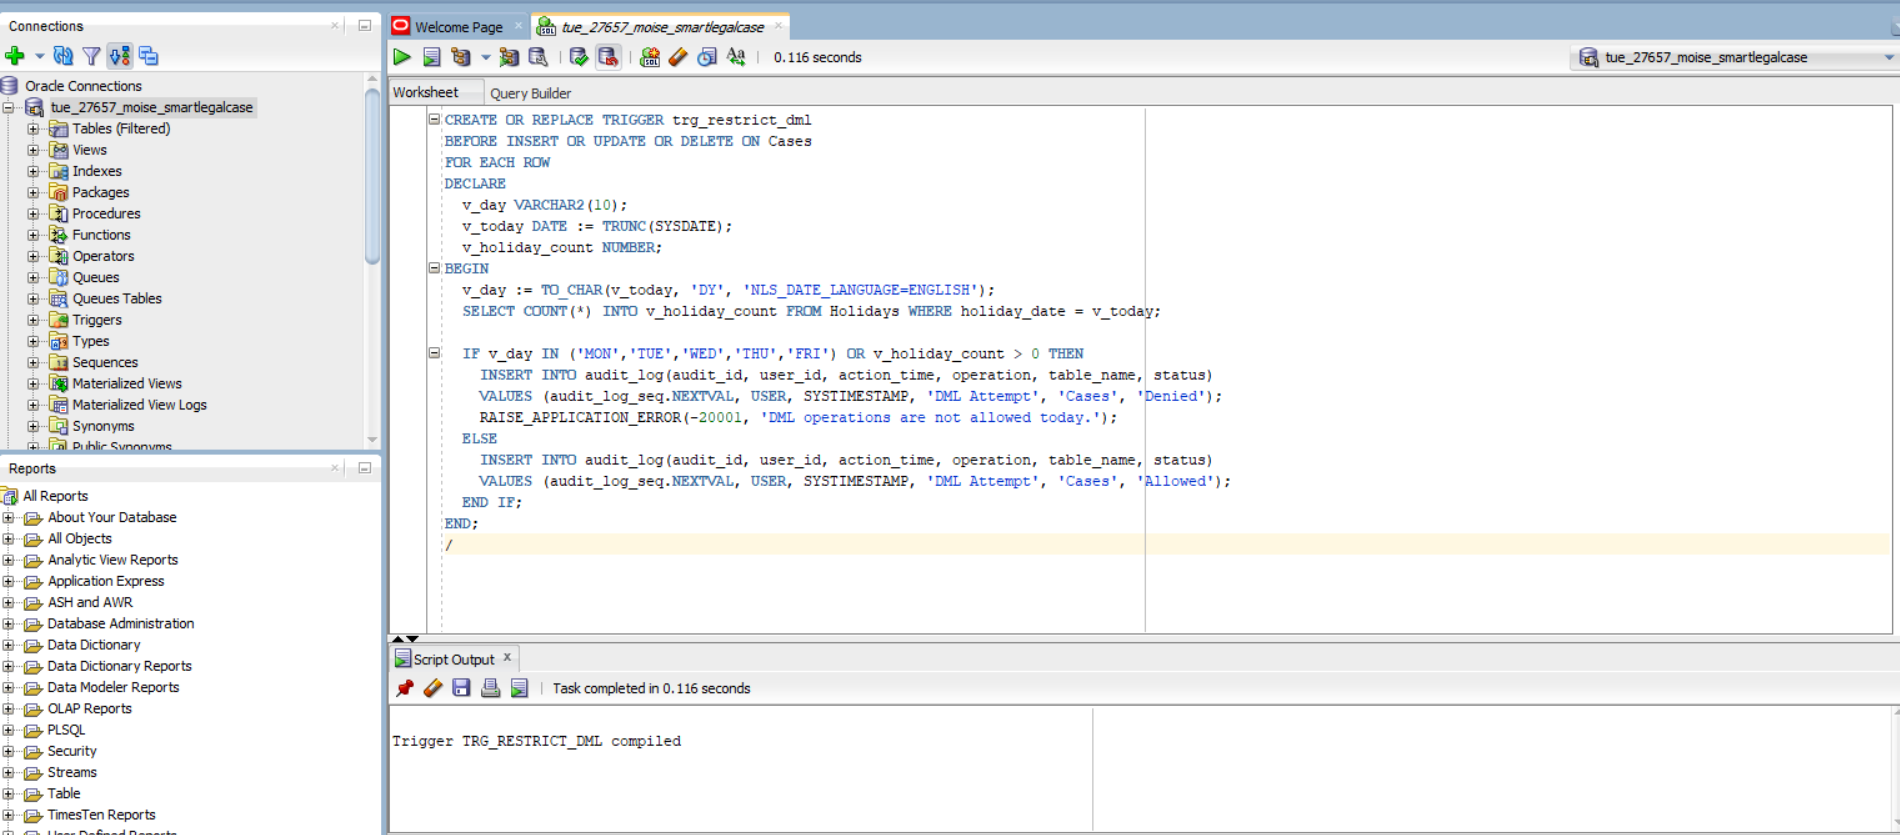 Connections
Oracle Connections
tue_27657_moise_smartlegalcase
Tables (Filtered)
Views
Indexes
Packages
Procedures
Functions
Operators
Queues
Queues Tables
Triggers
Types
Sequences
Materialized Views
Materialized View Logs
Synonyms
Public Synonyms
Reports
All Reports
About Your Database
All Objects
Analytic View Reports
Application Express
ASH and AWR
Database Administration
Data Dictionary
Data Dictionary Reports
Data Modeler Reports
OLAP Reports
PLSQL
Security
Streams
Table
TimesTen Reports
User Defined Reports
Welcome Page
tue_27657_moise_smartlegalcase
0.116 seconds
tue_27657_moise_smartlegalcase
Worksheet
Query Builder
CREATE OR REPLACE TRIGGER trg_restrict_dml
BEFORE INSERT OR UPDATE OR DELETE ON Cases
FOR EACH ROW
DECLARE
v_day VARCHAR2(10);
v_today DATE := TRUNC(SYSDATE);
v_holiday_count NUMBER;
BEGIN
v_day := TO_CHAR(v_today, 'DY', 'NLS_DATE_LANGUAGE=ENGLISH');
SELECT COUNT(*) INTO v_holiday_count FROM Holidays WHERE holiday_date = v_today;
IF v_day IN ('MON','TUE','WED','THU','FRI') OR v_holiday_count > 0 THEN
INSERT INTO audit_log(audit_id, user_id, action_time, operation, table_name, status)
VALUES (audit_log_seq.NEXTVAL, USER, SYSTIMESTAMP, 'DML Attempt', 'Cases', 'Denied');
RAISE_APPLICATION_ERROR(-20001, 'DML operations are not allowed today.');
ELSE
INSERT INTO audit_log(audit_id, user_id, action_time, operation, table_name, status)
VALUES (audit_log_seq.NEXTVAL, USER, SYSTIMESTAMP, 'DML Attempt', 'Cases', 'Allowed');
END IF;
END;
/
Script Output
Task completed in 0.116 seconds
Trigger TRG_RESTRICT_DML compiled